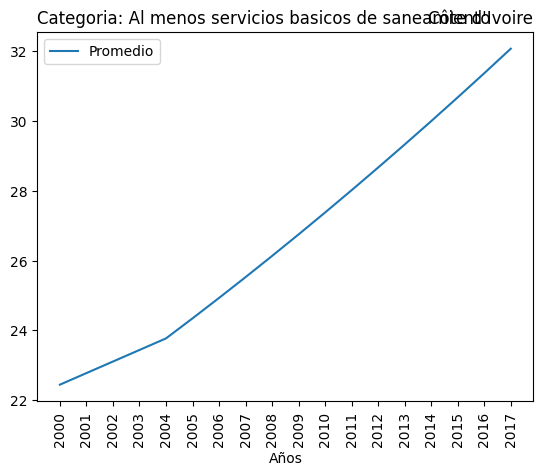 Categoria: Al menos servicios basicos de saneamiento
Côte d'Ivoire
Promedio
32
30
28
26
24
22
2000 2001 2002 2003 2004 2005 2006 2007 2008 2009 2010 2011 2012 2013 2014 2015 2016 2017
Años